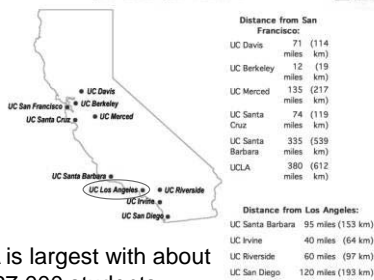 UC Davis
UC Berkeley
UC San Francisco
UC Merced
UC Santa Cruz
UC Santa Barbara
UC Los Angeles
UC Riverside
UC Irvine
UC San Diego
Distance from San
Francisco:
UC Davis 71 (114
miles km)
UC Berkeley 12 (19
miles km)
UC Merced 135 (217
miles km)
UC Santa 74 (119
Cruz miles km)
UC Santa 335 (539
Barbara miles km)
UCLA 380 (612
miles km)
Distance from Los Angeles:
UC Santa Barbara 95 miles (153 km)
UC Irvine 40 miles (64 km)
UC Riverside 60 miles (97 km)
UC San Diego 120 miles (193 km)
is largest with about